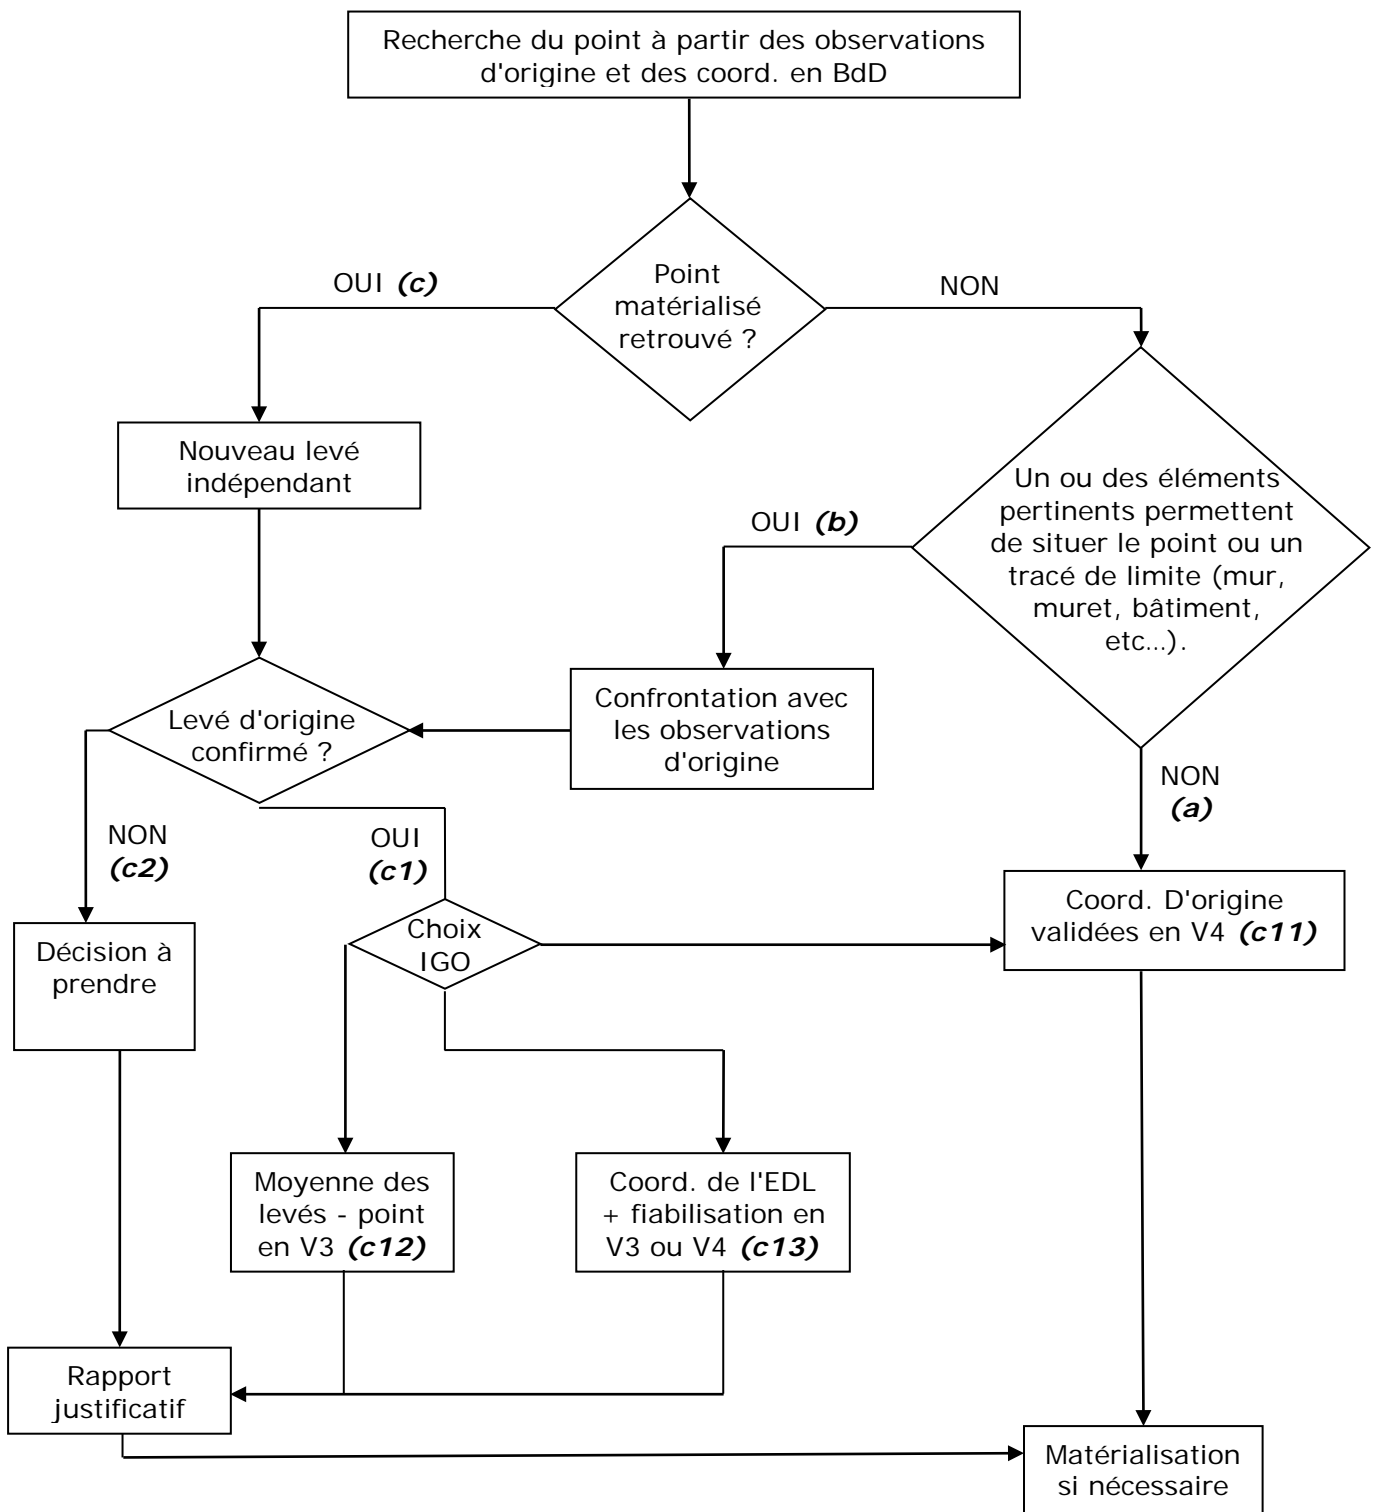 Recherche du point à partir des observations
d'origine et des coord. en BdD
Point
matérialisé
retrouvé ?
OUI (c)
NON
Nouveau levé
indépendant
Un ou des éléments
pertinents permettent
de situer le point ou un
tracé de limite (mur,
muret, bâtiment,
etc...).
OUI (b)
Confrontation avec
les observations
d'origine
Levé d'origine
confirmé ?
NON
(a)
NON
(c2)
OUI
(c1)
Coord. D'origine
validées en V4 (c11)
Choix
IGO
Décision à
prendre
Moyenne des
levés - point
en V3 (c12)
Coord. de l'EDL
+ fiabilisation en
V3 ou V4 (c13)
Rapport
justificatif
Matérialisation
si nécessaire